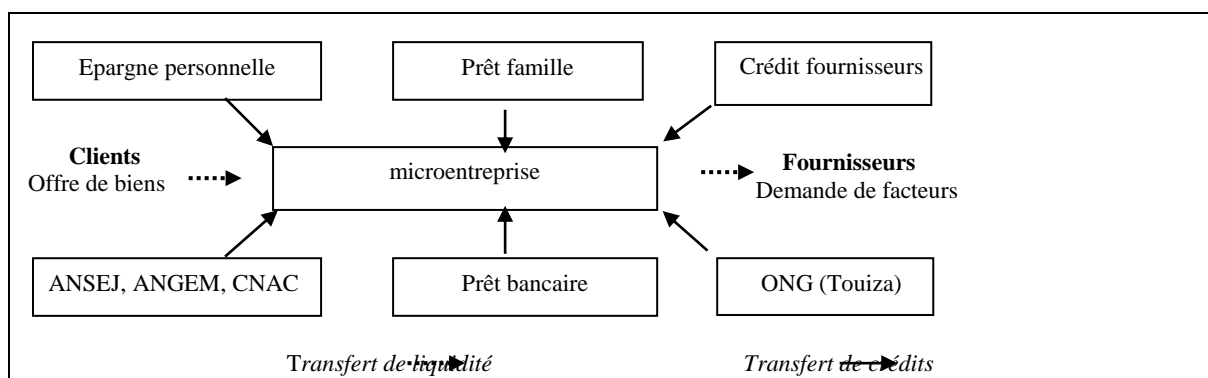 Epargne personnelle
Prêt famille
Crédit fournisseurs
Clients
Offre de biens
microentreprise
Fournisseurs
Demande de facteurs
ANSEJ, ANGEM, CNAC
Prêt bancaire
ONG (Touiza)
Transfert de liquidité
Transfert de crédits